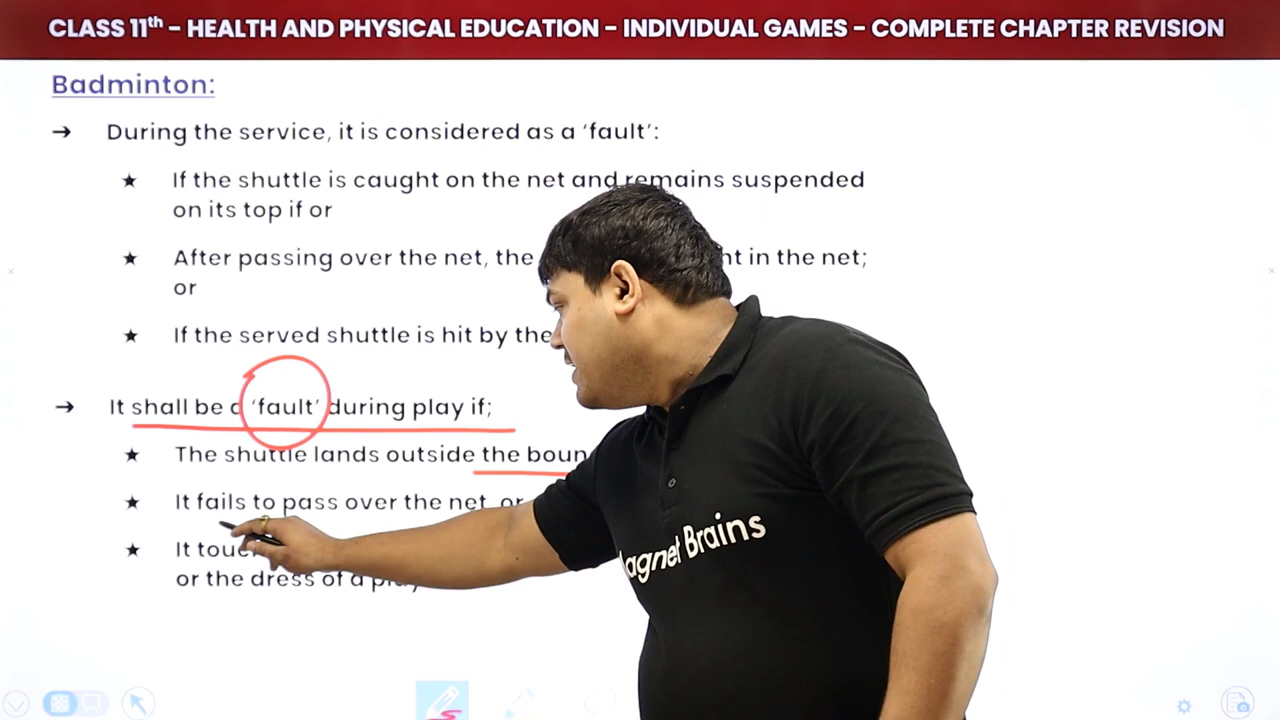 CLASS 11th – HEALTH AND PHYSICAL EDUCATION – INDIVIDUAL GAMES – COMPLETE CHAPTER REVISION
Badminton:
➔ During the service, it is considered as a ‘fault’:
★ If the shuttle is caught on the net and remains suspended
on its top if or
★ After passing over the net, the in the net;
or
★ If the served shuttle is hit by the
➔ It shall be a ‘fault’ during play if;
★ The shuttle lands outside the
★ It fails to pass over the net, or
★ It
or the dress of a
Magnet Brains